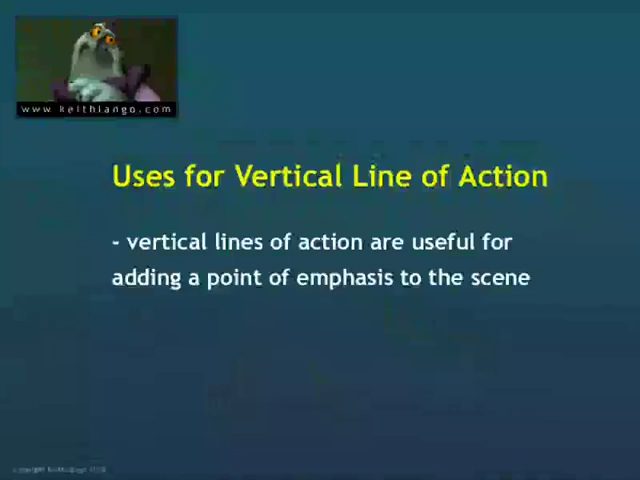 www.keithlango.com
Uses for Vertical Line of Action
- vertical lines of action are useful for
adding a point of emphasis to the scene